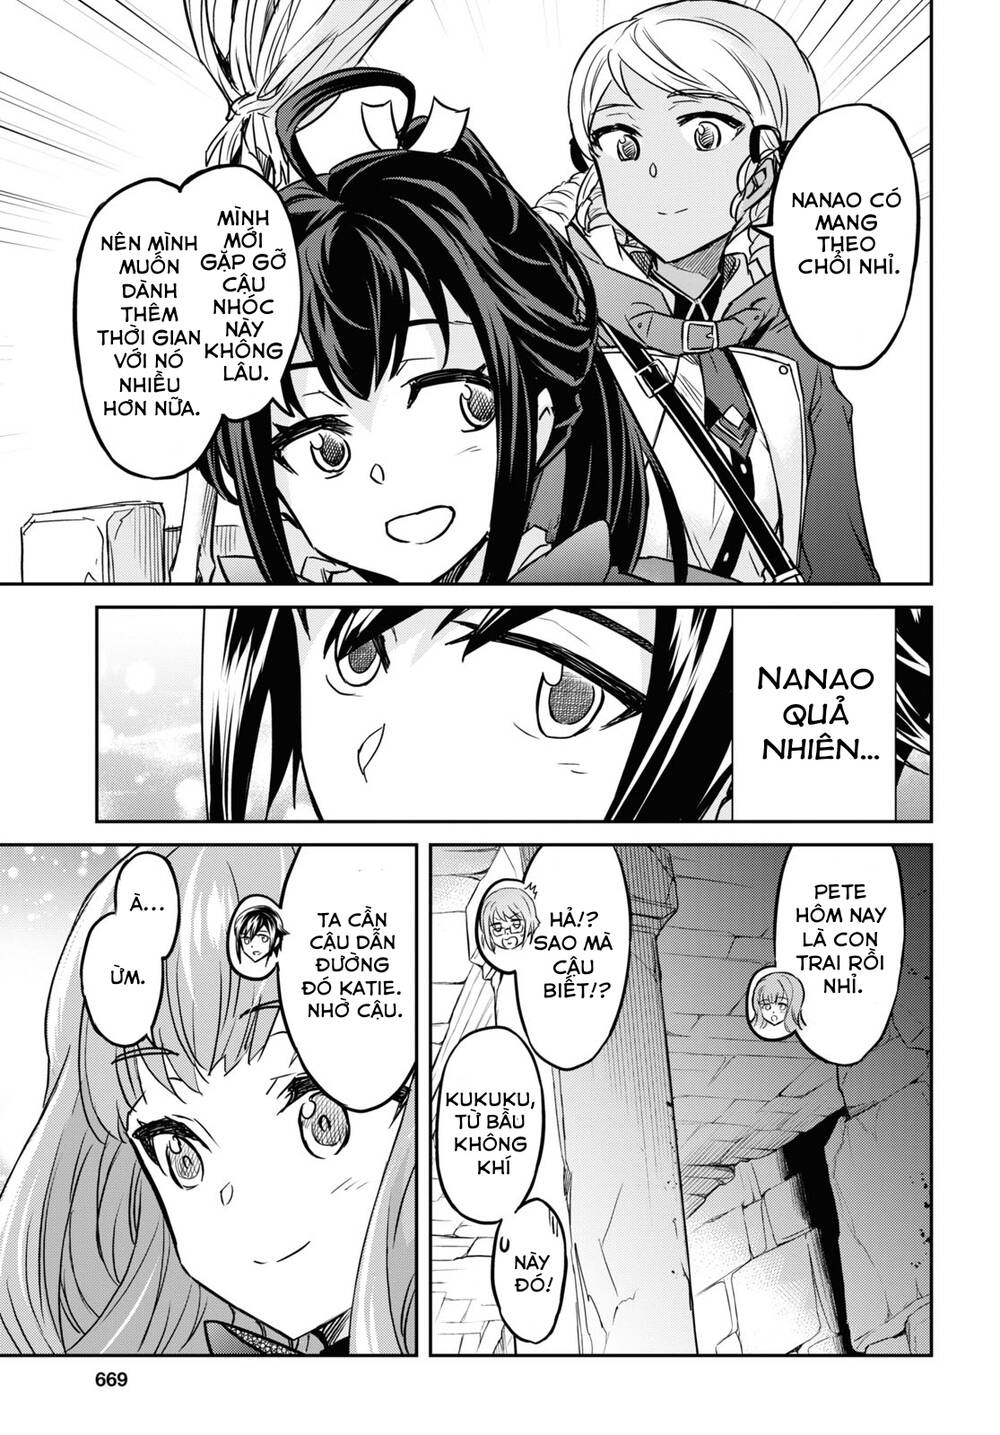 NANAO CÓ
MANG
THEO
CHỔI NHỈ.
MÌNH
MỚI
GẶP GỠ
CẬU
NHÓC
NÀY
KHÔNG
LÂU.
NÊN MÌNH
MUỐN
DÀNH
THÊM
THỜI GIAN
VỚI NÓ
NHIỀU
HƠN NỮA.
NANAO
QUẢ
NHIÊN...
PETE
HÔM NAY
LÀ CON
TRAI RỒI
NHỈ.
HẢ!?
SAO MÀ
CẬU
BIẾT!?
KUKUKU,
TỪ BẦU
KHÔNG
KHÍ
NÀY
ĐÓ!
TA CẦN
CẬU DẪN
ĐƯỜNG
ĐÓ KATIE.
NHỜ CẬU.
À...
ỪM.
669